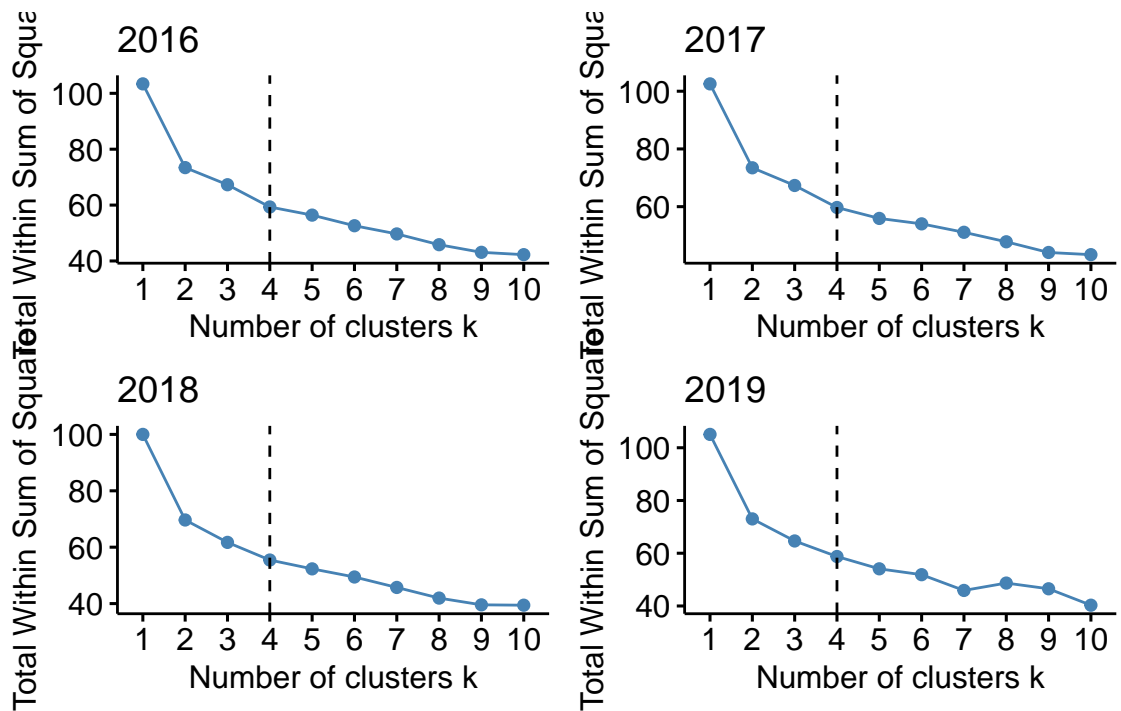 2016
Total Within Sum of Squa
100
80
60
40
1 2 3 4 5 6 7 8 9 10
Number of clusters k
2017
Total Within Sum of Squa
100
80
60
1 2 3 4 5 6 7 8 9 10
Number of clusters k
2018
Total Within Sum of Square
100
80
60
40
1 2 3 4 5 6 7 8 9 10
Number of clusters k
2019
Total Within Sum of Square
100
80
60
40
1 2 3 4 5 6 7 8 9 10
Number of clusters k